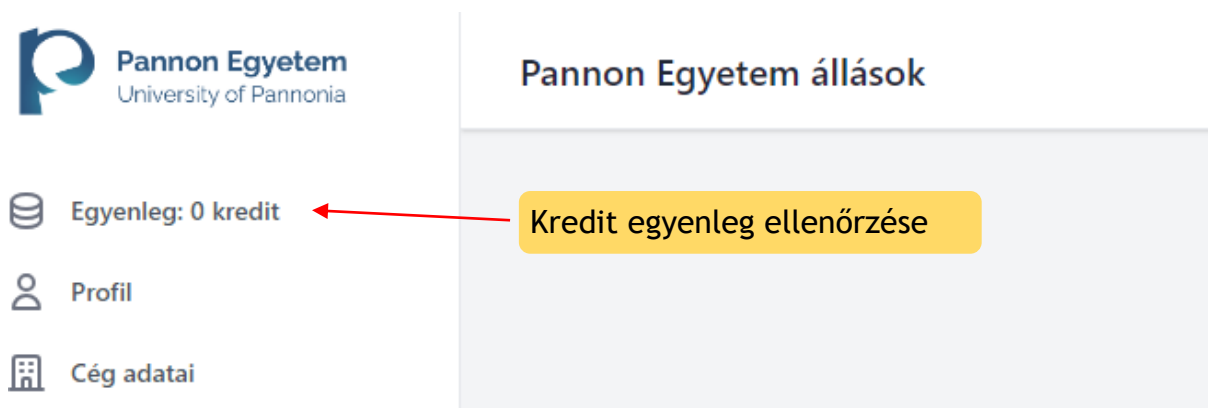 Pannon Egyetem
University of Pannonia
Pannon Egyetem állások
Egyenleg: 0 kredit
Kredit egyenleg ellenőrzése
Profil
Cég adatai